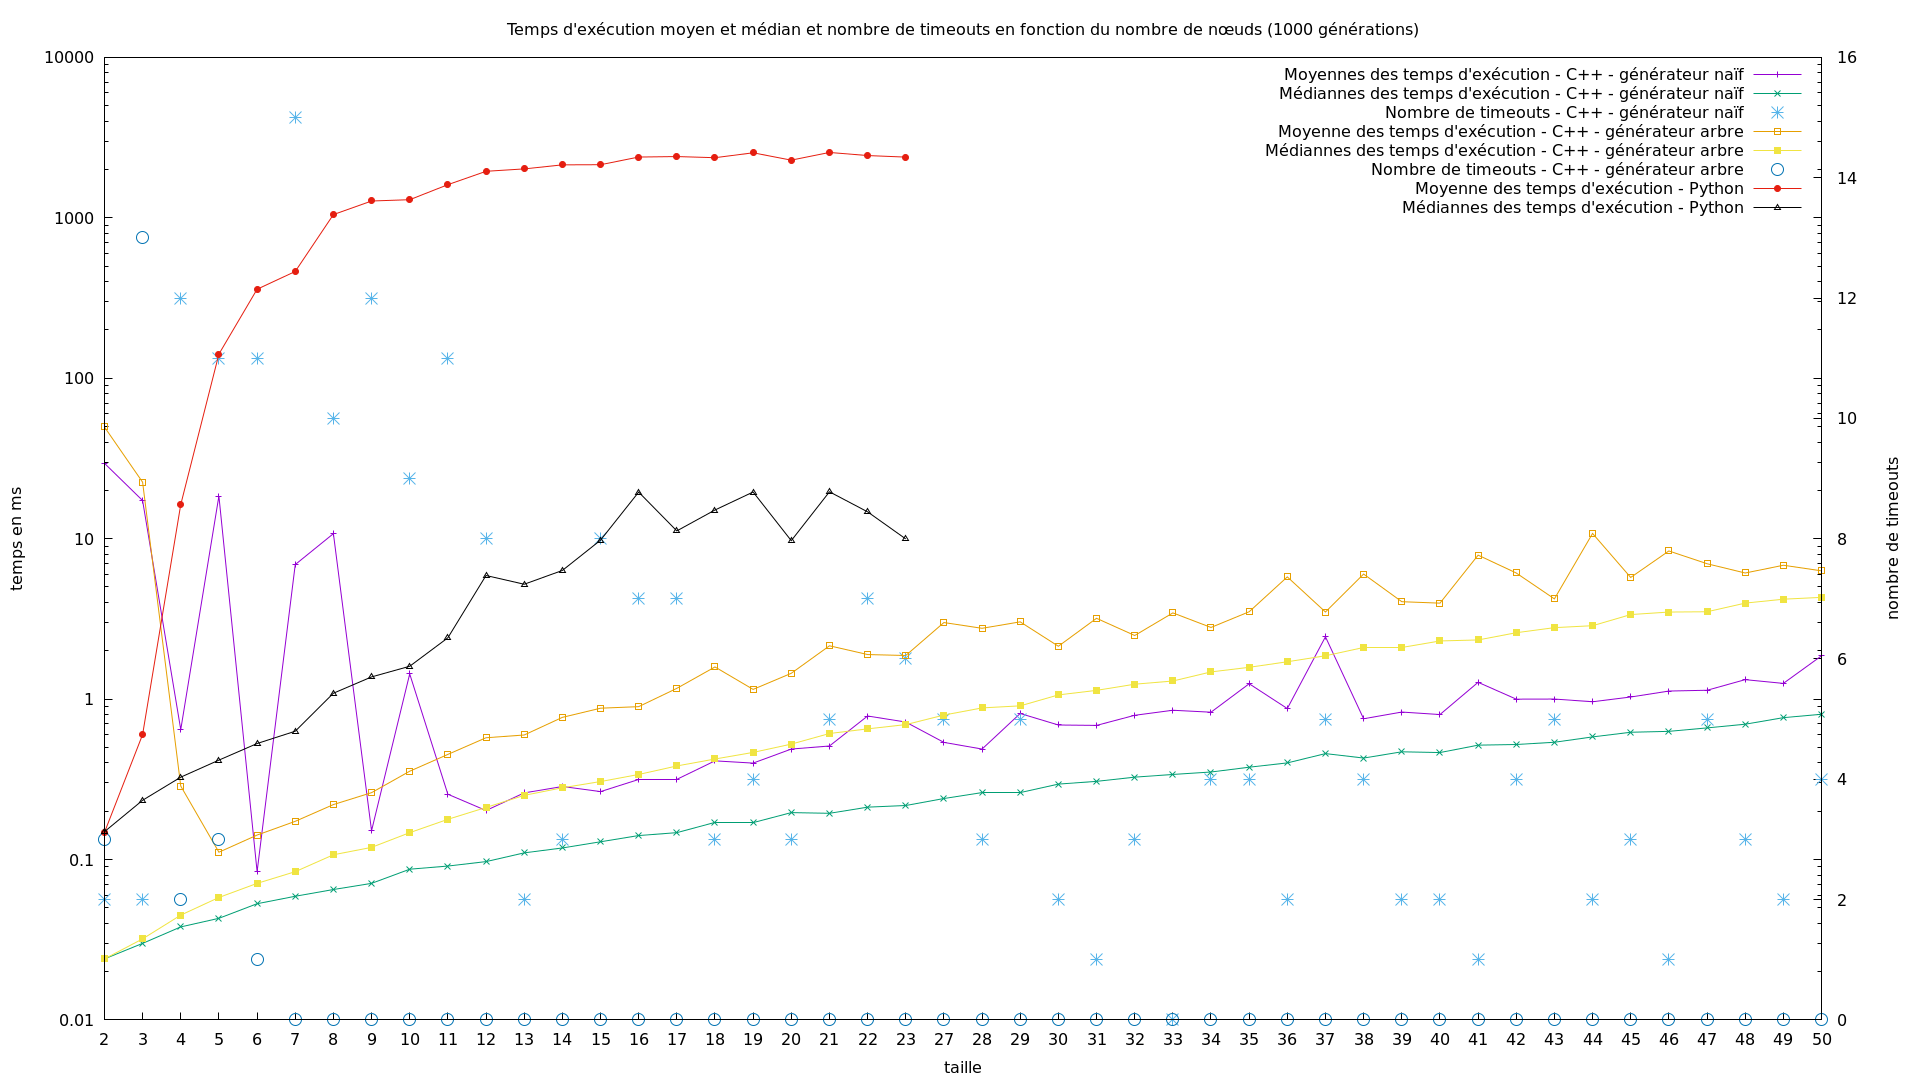 Temps d'exécution moyen et médian et nombre de timeouts en fonction du nombre de nœuds (1000 générations)
Moyennes des temps d'exécution - C++ - générateur naïf
Médiannes des temps d'exécution - C++ - générateur naïf
Nombre de timeouts - C++ - générateur naïf
Moyenne des temps d'exécution - C++ - générateur arbre
Médiannes des temps d'exécution - C++ - générateur arbre
Nombre de timeouts - C++ - générateur arbre
Moyenne des temps d'exécution - Python
Médiannes des temps d'exécution - Python
temps en ms
10000
1000
100
10
1
0.1
0.01
16
14
12
10
8
6
4
2
0
nombre de timeouts
2 3 4 5 6 7 8 9 10 11 12 13 14 15 16 17 18 19 20 21 22 23 27 28 29 30 31 32 33 34 35 36 37 38 39 40 41 42 43 44 45 46 47 48 49 50
taille